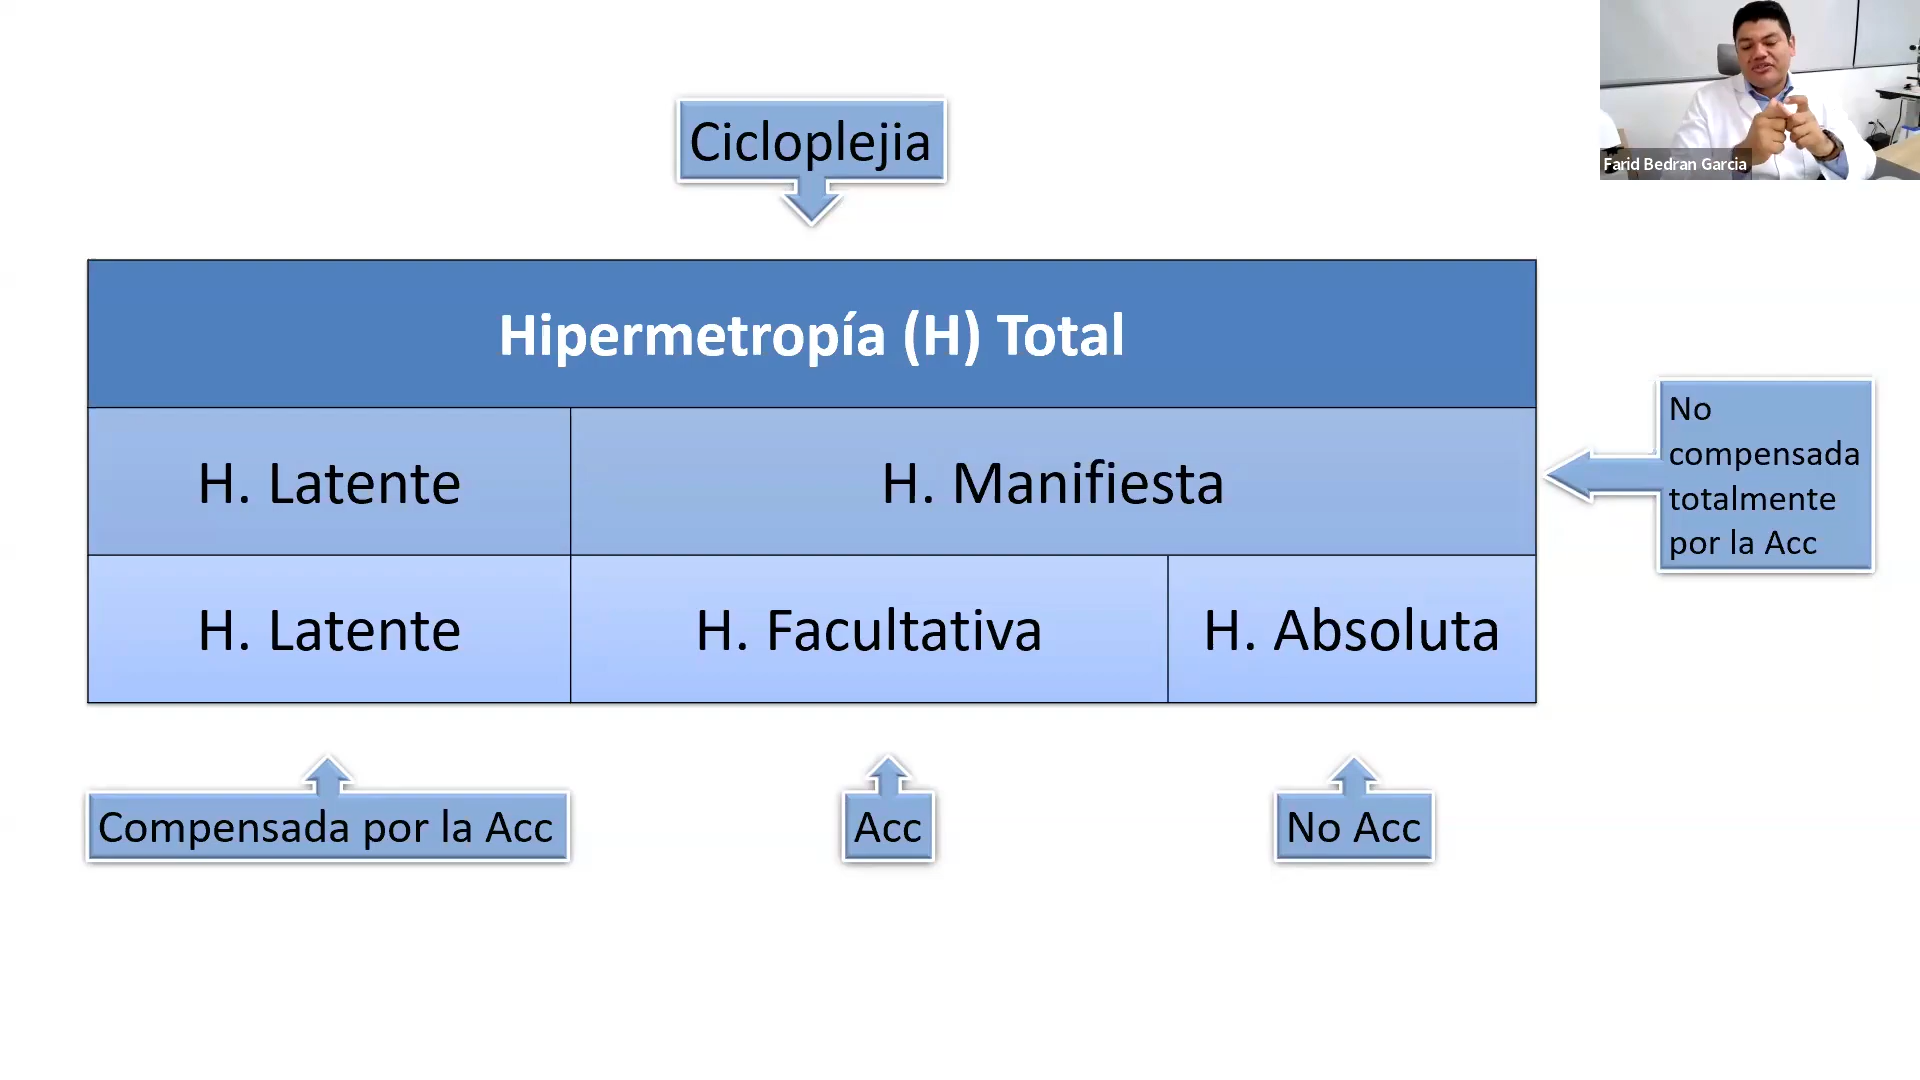 Cicloplejia
Farid Bedran Garcia
Hipermetropía (H) Total
H. Latente
H. Manifiesta
No
compensada
totalmente
por la Acc
H. Latente
H. Facultativa
H. Absoluta
Compensada por la Acc
Acc
No Acc